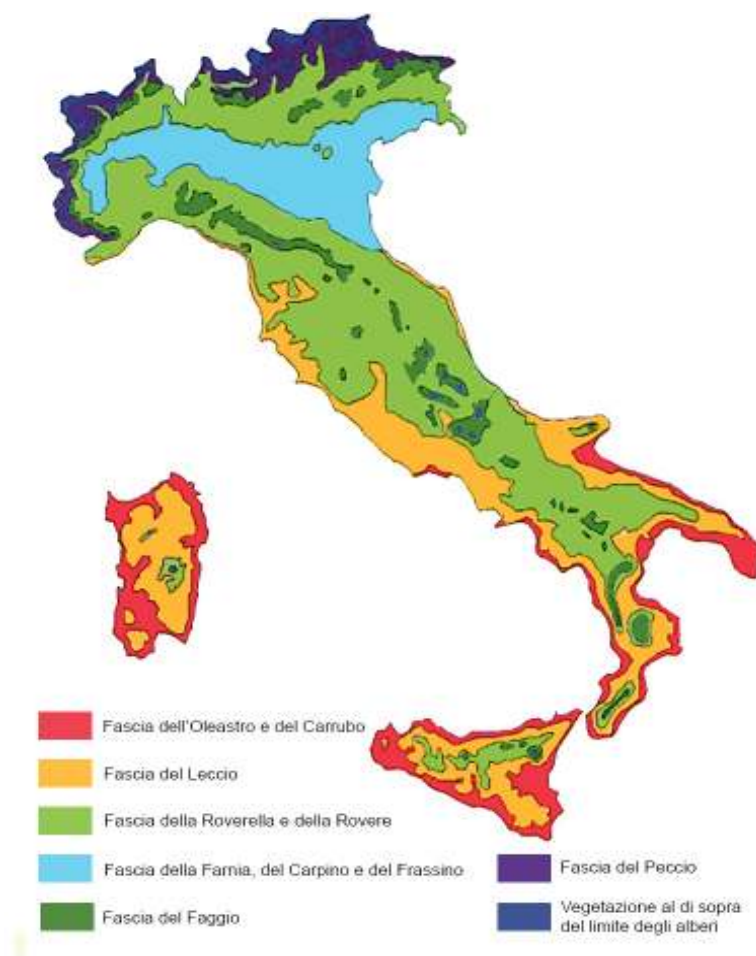 Fascia dell'Oleastro e del Carrubo
Fascia del Leccio
Fascia della Roverella e della Rovere
Fascia della Farnia, del Carpino e del Frassino
Fascia del Faggio
Fascia del Peccio
Vegetazione al di sopra
del limite degli alberi